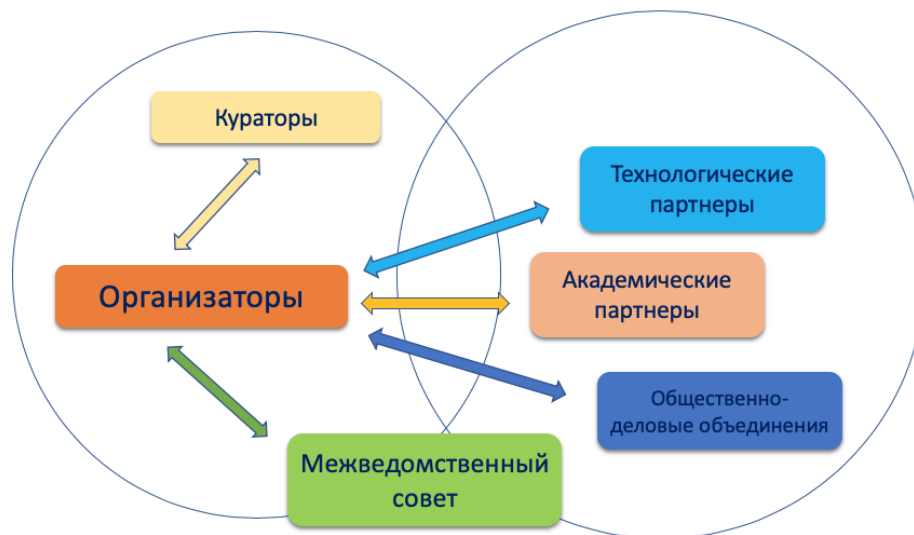 Кураторы
Технологические
партнеры
Организаторы
Академические
партнеры
Общественно-
деловые объединения
Межведомственный
совет